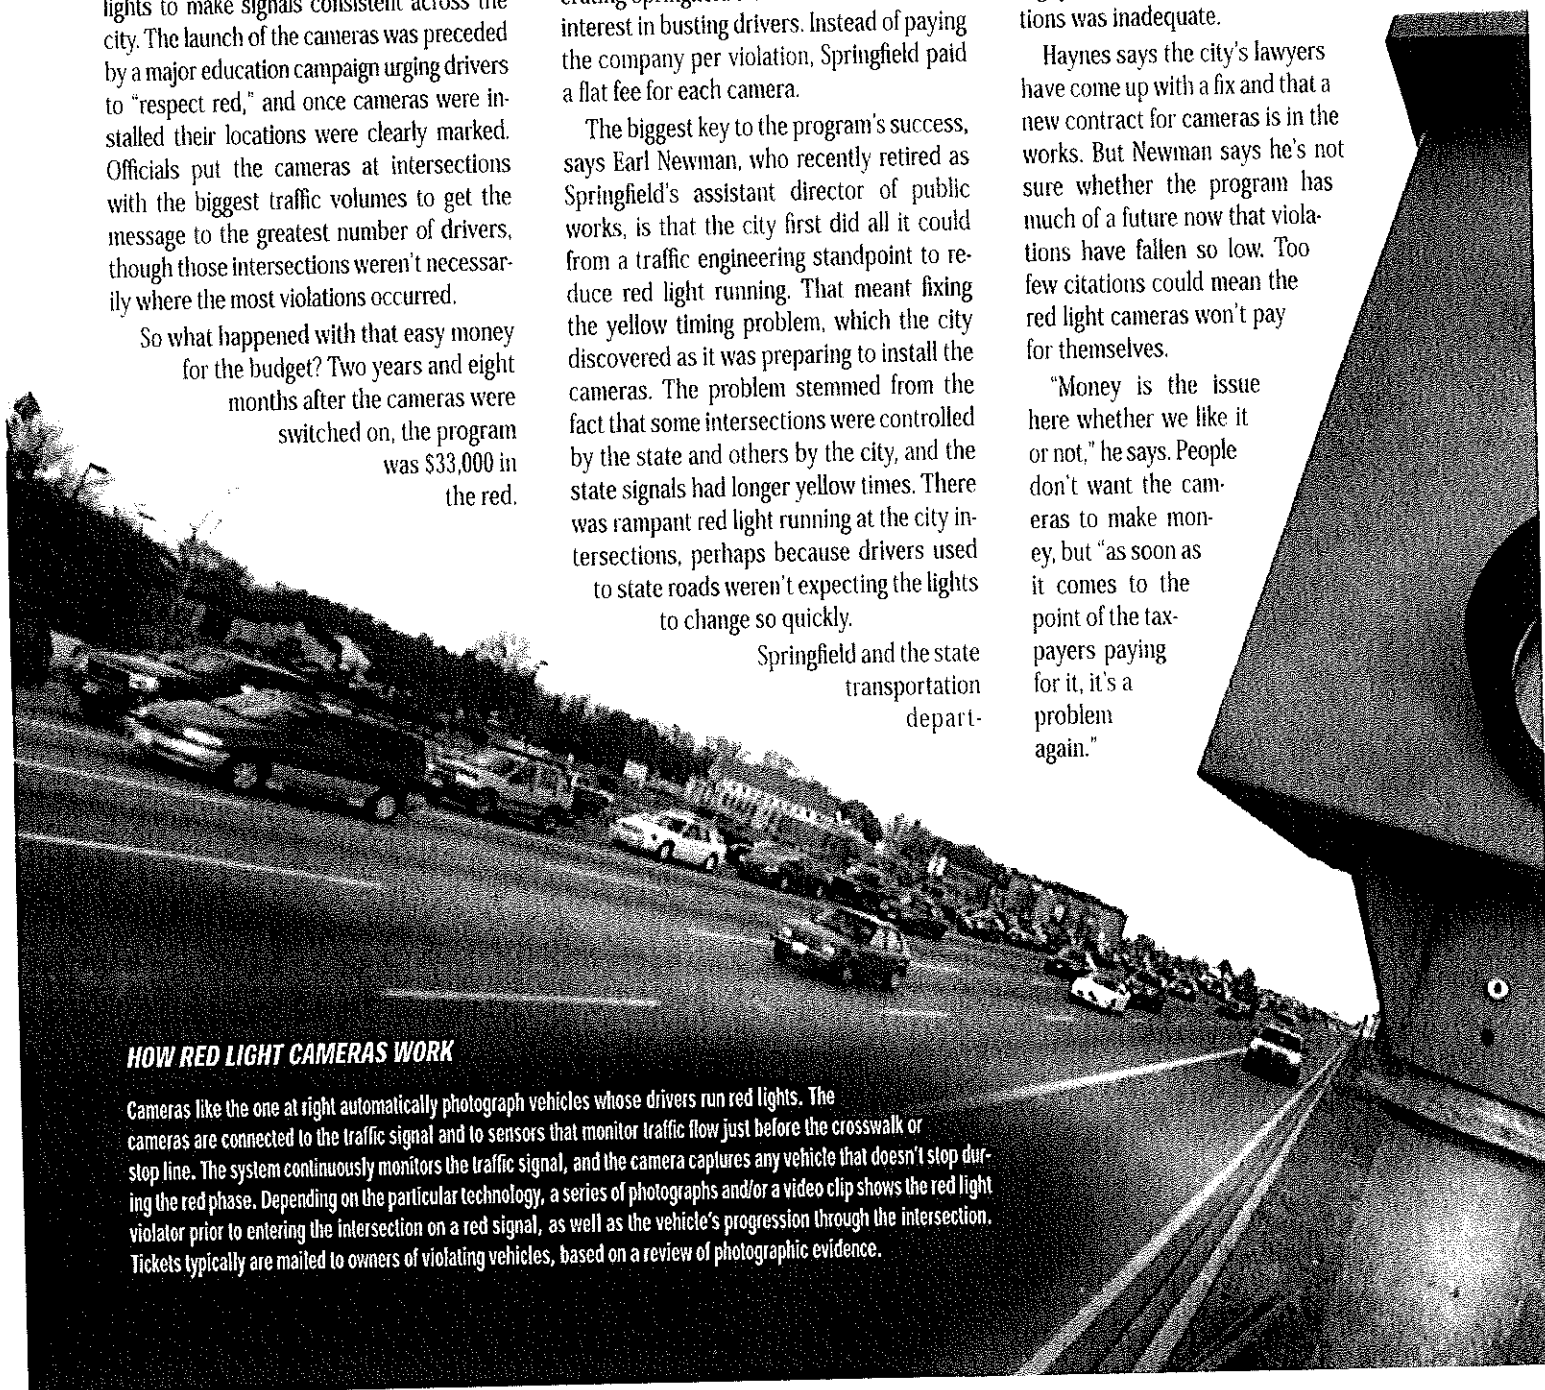 lights to make signals consistent across the
city. The launch of the cameras was preceded
by a major education campaign urging drivers
to "respect red," and once cameras were in-
stalled their locations were clearly marked.
Officials put the cameras at intersections
with the biggest traffic volumes to get the
message to the greatest number of drivers,
though those intersections weren't necessar-
ily where the most violations occurred.
So what happened with that easy money
for the budget? Two years and eight
months after the cameras were
switched on, the program
was $33,000 in
the red.
interest in busting drivers. Instead of paying
the company per violation, Springfield paid
a flat fee for each camera.
The biggest key to the program's success,
says Earl Newman, who recently retired as
Springfield's assistant director of public
works, is that the city first did all it could
from a traffic engineering standpoint to re-
duce red light running. That meant fixing
the yellow timing problem, which the city
discovered as it was preparing to install the
cameras. The problem stemmed from the
fact that some intersections were controlled
by the state and others by the city, and the
state signals had longer yellow times. There
was rampant red light running at the city in-
tersections, perhaps because drivers used
to state roads weren't expecting the lights
to change so quickly.
Springfield and the state
transportation
depart-
tions was inadequate.
Haynes says the city's lawyers
have come up with a fix and that a
new contract for cameras is in the
works. But Newman says he's not
sure whether the program has
much of a future now that viola-
tions have fallen so low. Too
few citations could mean the
red light cameras won't pay
for themselves.
"Money is the issue
here whether we like it
or not," he says. People
don't want the cam-
eras to make mon-
ey, but "as soon as
it comes to the
point of the tax-
payers paying
for it, it's a
problem
again."
HOW RED LIGHT CAMERAS WORK
Cameras like the one at right automatically photograph vehicles whose drivers run red lights. The
cameras are connected to the traffic signal and to sensors that monitor traffic flow just before the crosswalk or
stop line. The system continuously monitors the traffic signal, and the camera captures any vehicle that doesn't stop dur-
ing the red phase. Depending on the particular technology, a series of photographs and/or a video clip shows the red light
violator prior to entering the intersection on a red signal, as well as the vehicle's progression through the intersection.
Tickets typically are mailed to owners of violating vehicles, based on a review of photographic evidence.